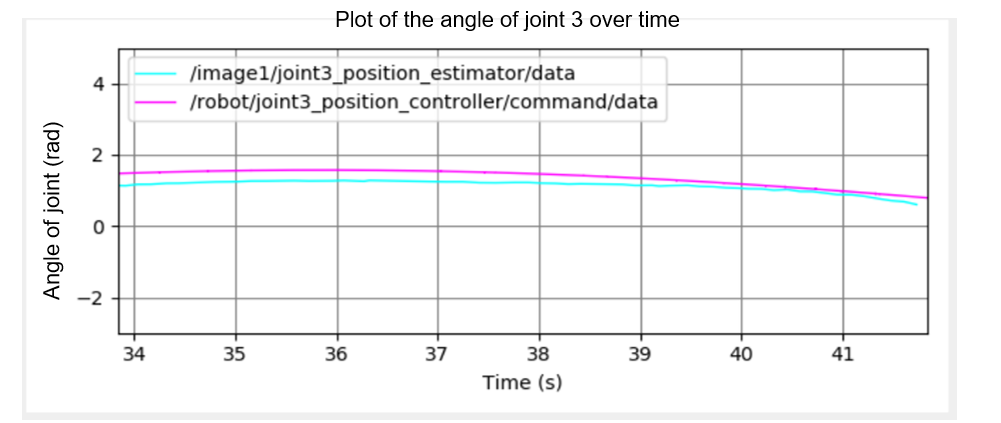 Plot of the angle of joint 3 over time
/image1/joint3_position_estimator/data
/robot/joint3_position_controller/command/data
Angle of joint (rad)
4
2
0
−2
34 35 36 37 38 39 40 41
Time (s)